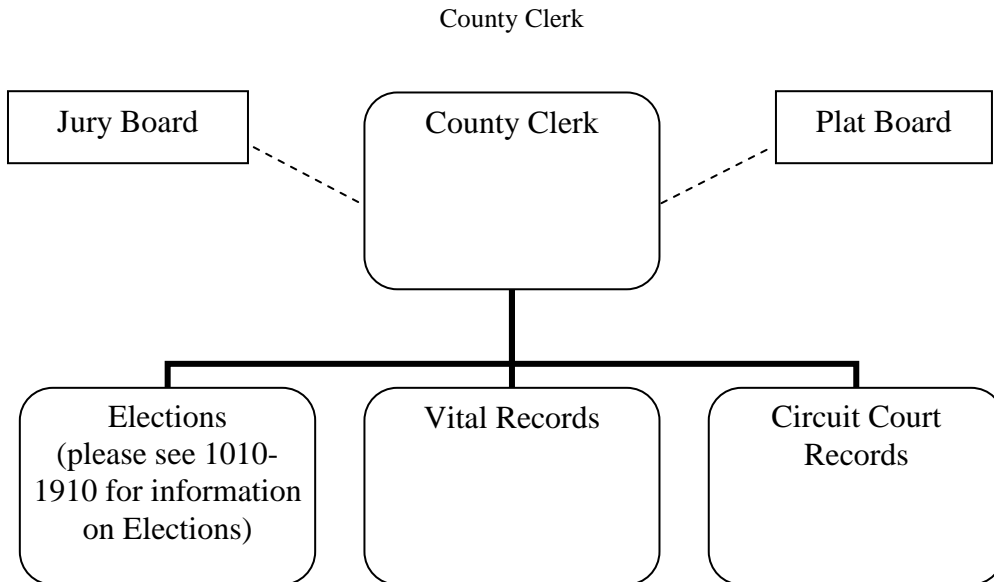 County Clerk
Jury Board
County Clerk
Plat Board
Elections
(please see 1010-
1910 for information
on Elections)
Vital Records
Circuit Court
Records